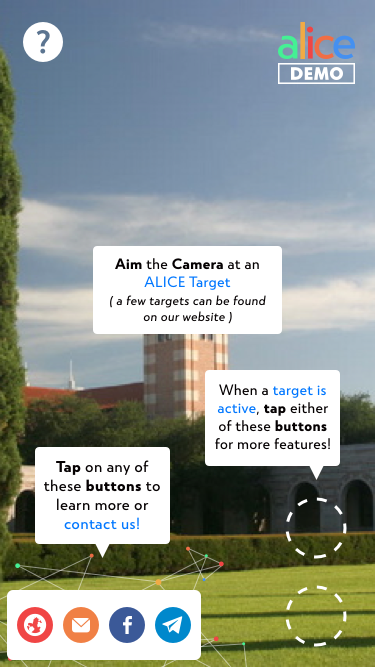 ?
alice
DEMO
Aim the Camera at an
ALICE Target
( a few targets can be found
on our website )
When a target is
active, tap either
of these buttons
for more features!
Tap on any of
these buttons to
learn more or
contact us!
f